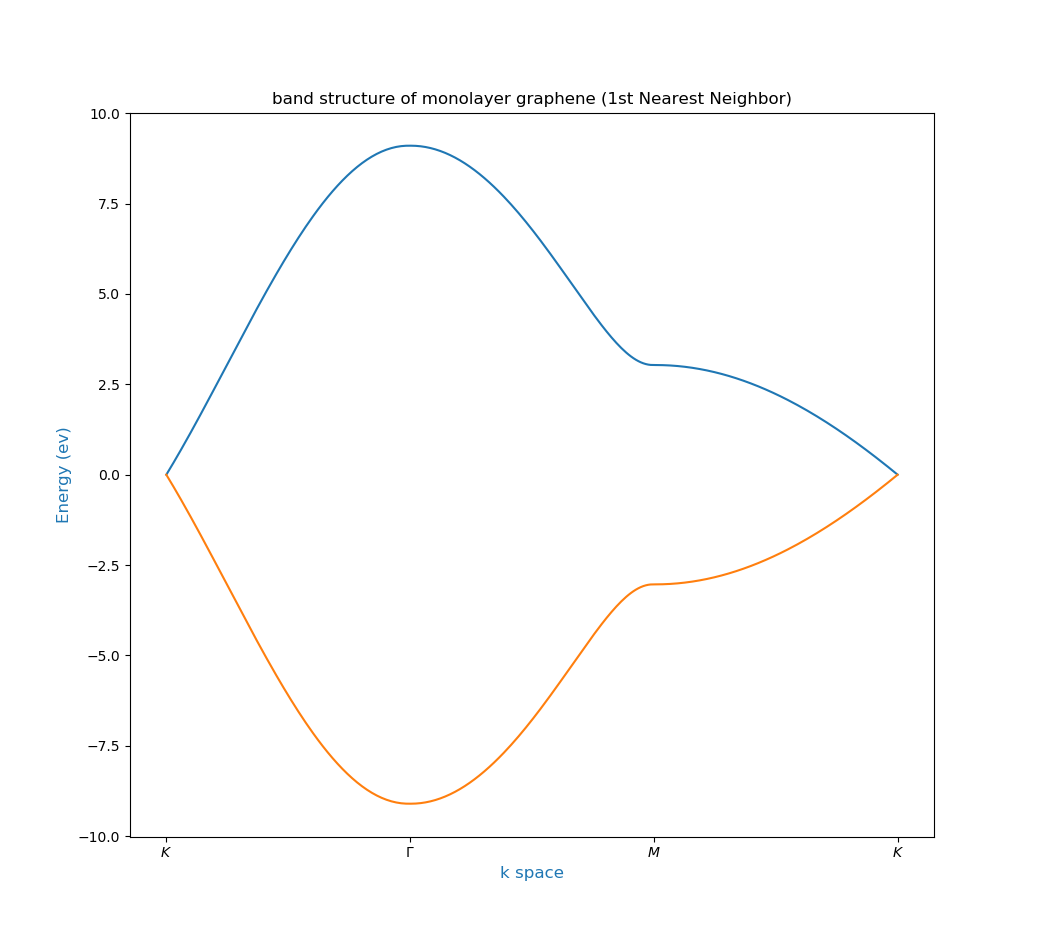 band structure of monolayer graphene (1st Nearest Neighbor)
10.0
7.5
5.0
2.5
0.0
−2.5
−5.0
−7.5
−10.0
Energy (ev)
K Γ M K
k space